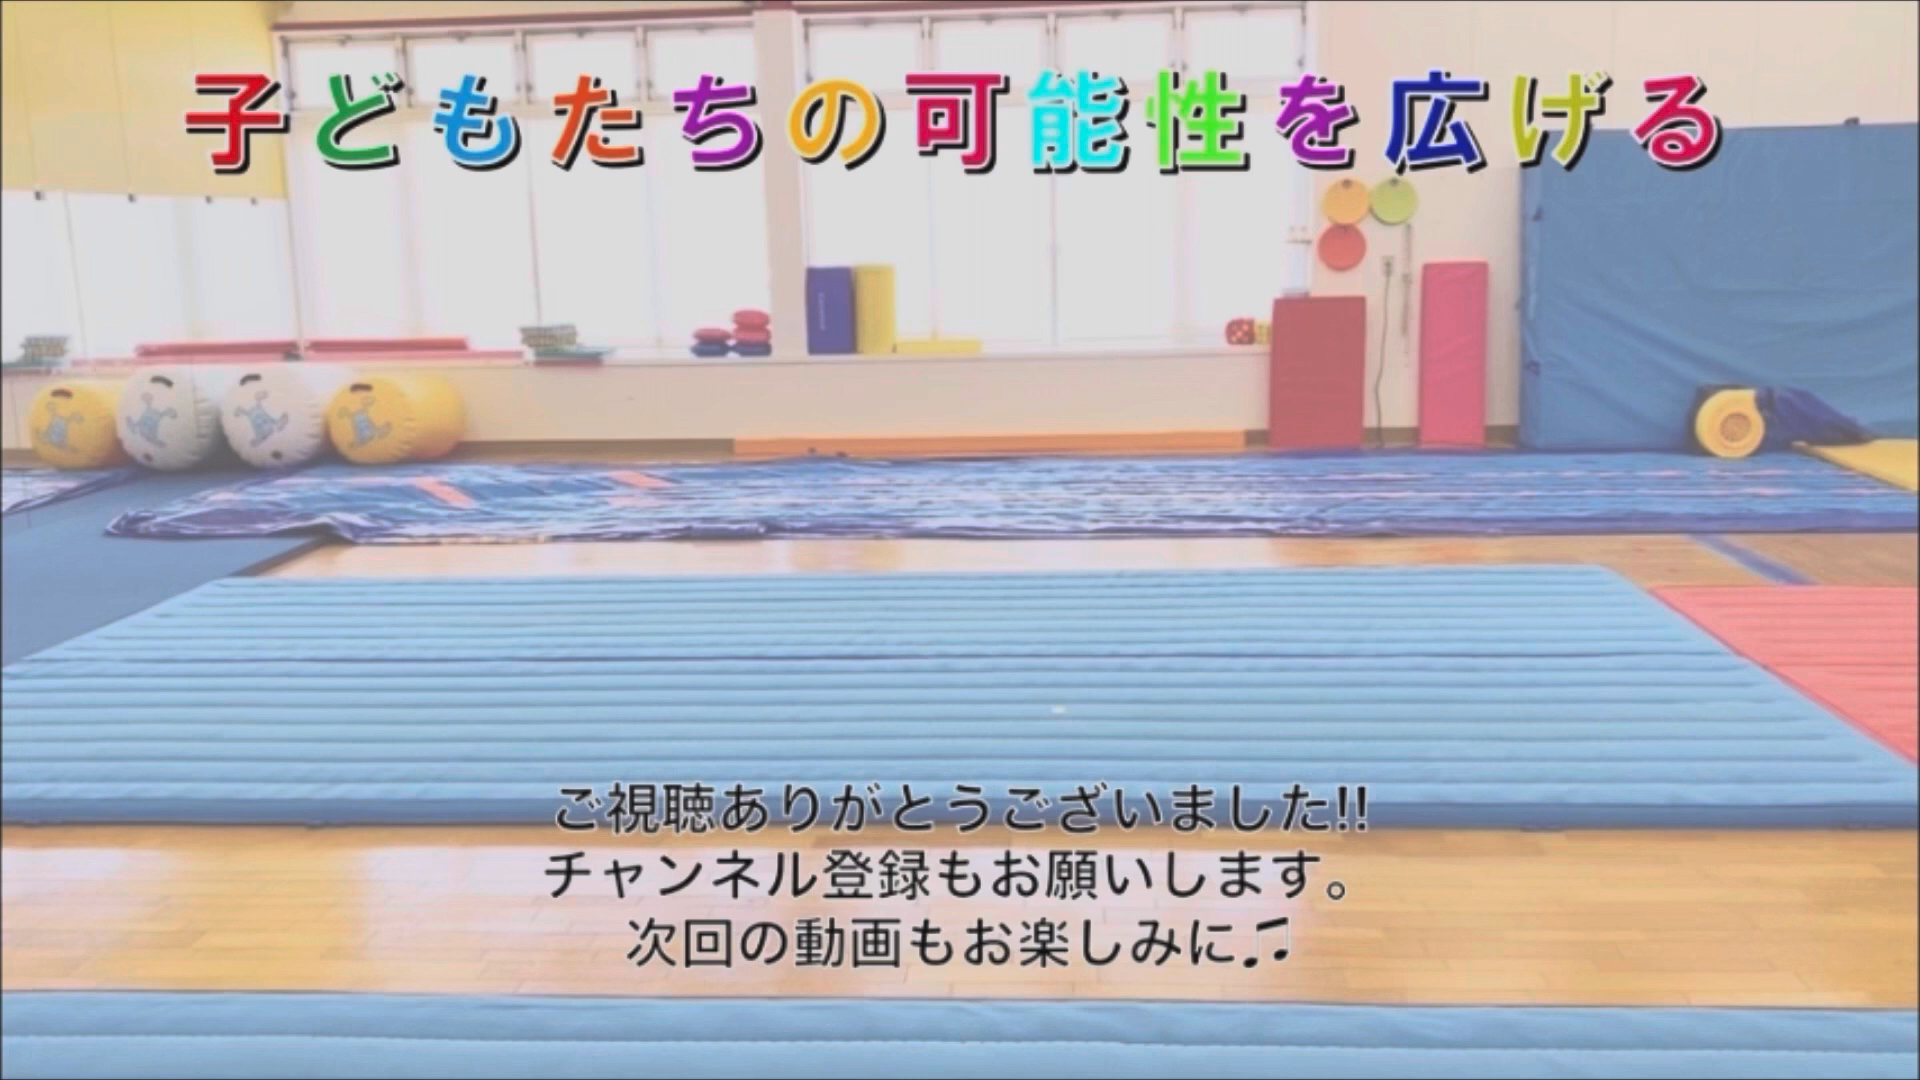 子どもたちの可能性を広げる
ご視聴ありがとうございました!!
チャンネル登録もお願いします。
次回の動画もお楽しみに♫